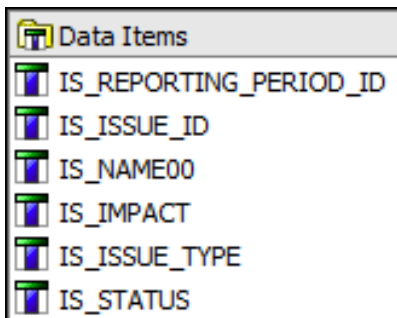 Data Items
IS_REPORTING_PERIOD_ID
IS_ISSUE_ID
IS_NAME00
IS_IMPACT
IS_ISSUE_TYPE
IS_STATUS